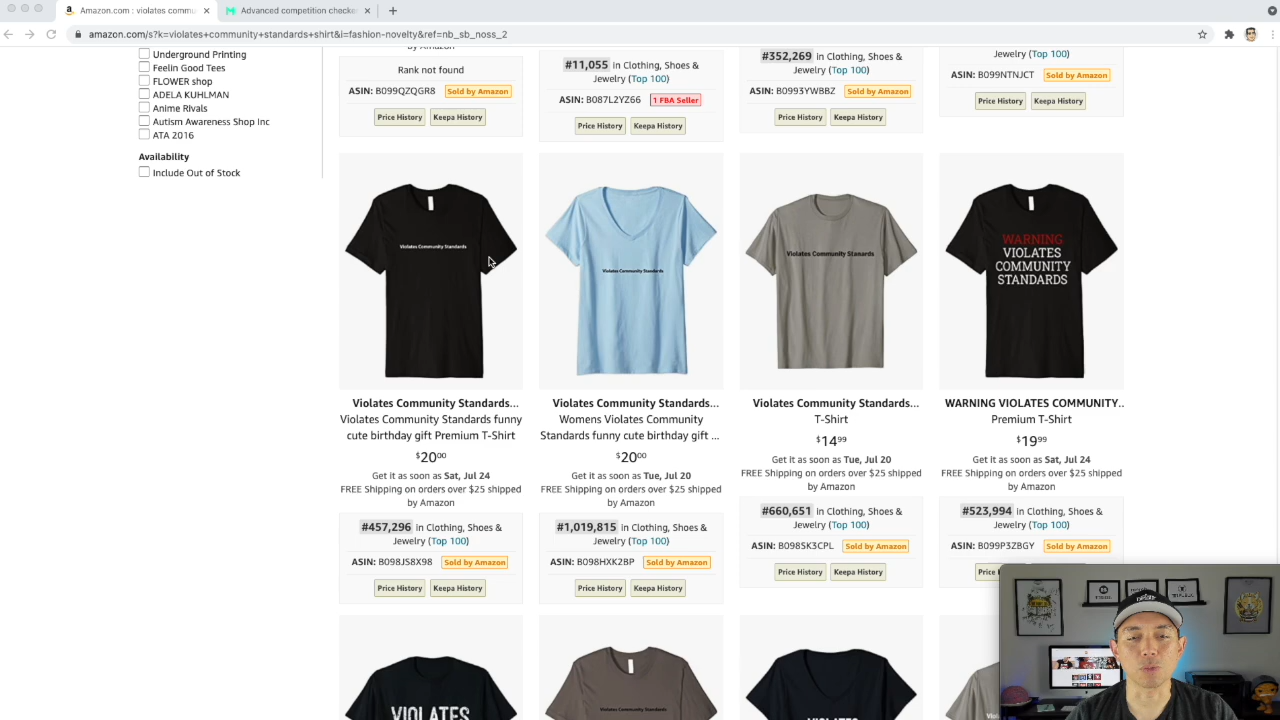 Amazon.com : violates commu
Advanced competition checker
amazon.com/s?k=violates+community+standards+shirt&i=fashion-novelty&ref=nb_sb_noss_2
Underground Printing
Feelin Good Tees
FLOWER shop
ADELA KUHLMAN
Anime Rivals
Autism Awareness Shop Inc
ATA 2016
Availability
Include Out of Stock
by Amazon
Rank not found
ASIN: B099QZQGR8 Sold by Amazon
Price History Keepa History
#11,055 in Clothing, Shoes &
Jewelry (Top 100)
ASIN: B087L2YZ66 1 FBA Seller
Price History Keepa History
#352,269 in Clothing, Shoes &
Jewelry (Top 100)
ASIN: B0993YWBBZ Sold by Amazon
Price History Keepa History
Jewelry (Top 100)
ASIN: B099NTNJCT Sold by Amazon
Price History Keepa History
Violates Community Standards
Violates Community Standards
Violates Community Stanards
WARNING
VIOLATES
COMMUNITY
STANDARDS
Violates Community Standards...
Violates Community Standards funny
cute birthday gift Premium T-Shirt
$2000
Get it as soon as Sat, Jul 24
FREE Shipping on orders over $25 shipped
by Amazon
#457,296 in Clothing, Shoes &
Jewelry (Top 100)
ASIN: B098JS8X98 Sold by Amazon
Price History Keepa History
Violates Community Standards...
Womens Violates Community
Standards funny cute birthday gift ...
$2000
Get it as soon as Tue, Jul 20
FREE Shipping on orders over $25 shipped
by Amazon
#1,019,815 in Clothing, Shoes &
Jewelry (Top 100)
ASIN: B098HXK2BP Sold by Amazon
Price History Keepa History
Violates Community Standards...
T-Shirt
$1499
Get it as soon as Tue, Jul 20
FREE Shipping on orders over $25 shipped
by Amazon
#660,651 in Clothing, Shoes &
Jewelry (Top 100)
ASIN: B0985K3CPL Sold by Amazon
Price History Keepa History
WARNING VIOLATES COMMUNITY..
Premium T-Shirt
$1999
Get it as soon as Sat, Jul 24
FREE Shipping on orders over $25 shipped
by Amazon
#523,994 in Clothing, Shoes &
Jewelry (Top 100)
ASIN: B099P3ZBGY Sold by Amazon
VIOLATES
Violates Community Standards